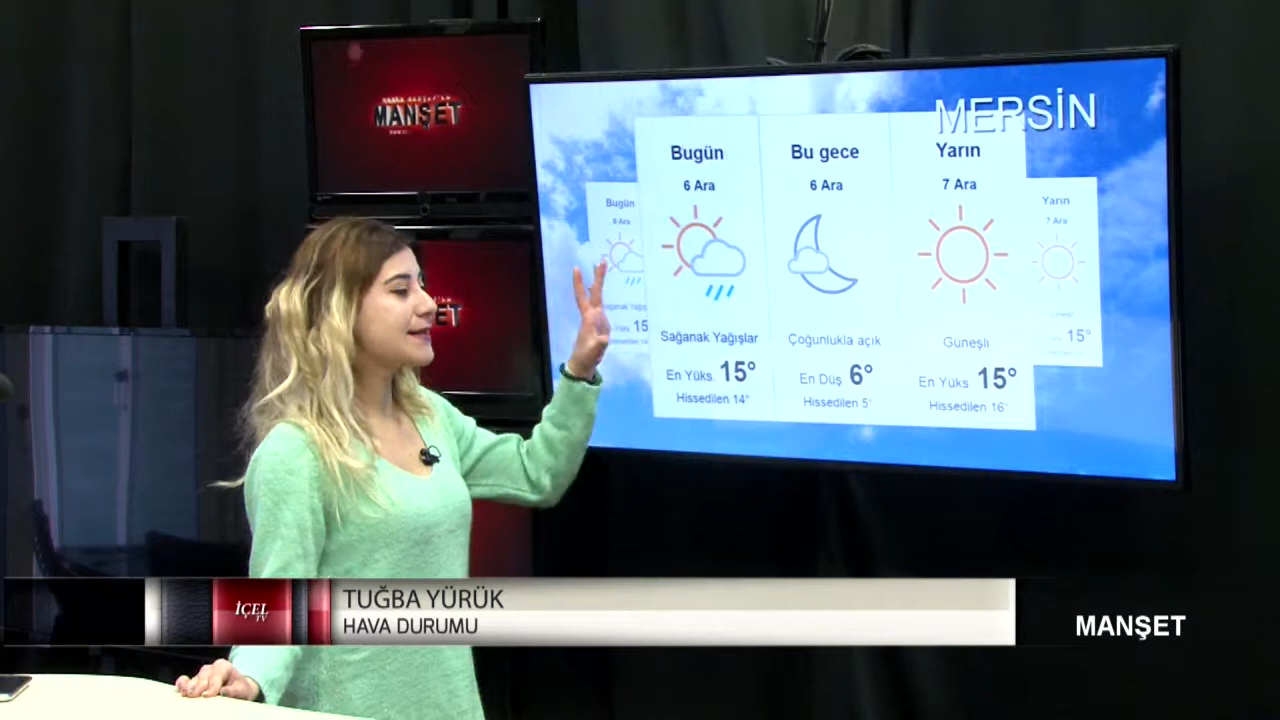 MANŞET
MERSİN
Bugün
6 Ara
Sağanak Yağışlar
En Yüks. 15°
Hissedilen 14°
Bu gece
6 Ara
Çoğunlukla açık
En Düş 6°
Hissedilen 5°
Yarın
7 Ara
Güneşli
En Yüks. 15°
Hissedilen 16°
Bugün
6 Ara
15
Yarın
7 Ara
15°
ET
İÇEL
TV
TUĞBA YÜRÜK
HAVA DURUMU
MANŞET